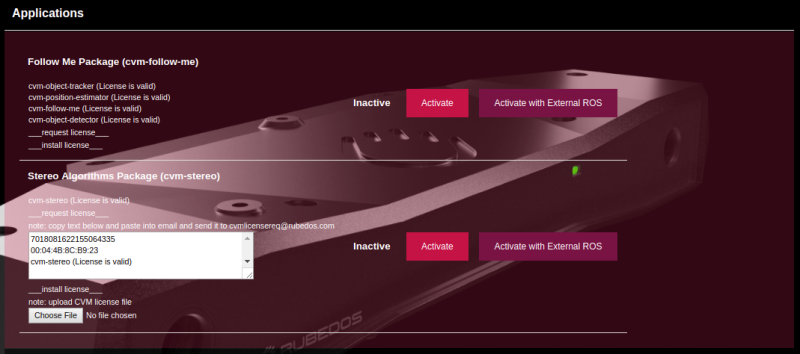 Applications
Follow Me Package (cvm-follow-me)
cvm-object-tracker (License is valid)
cvm-position-estimator (License is valid)
cvm-follow-me (License is valid)
cvm-object-detector (License is valid)
___request license___
___install license___
Inactive
Activate
Activate with External ROS
Stereo Algorithms Package (cvm-stereo)
cvm-stereo (License is valid)
___request license___
note: copy text below and paste into email and send it to cvmlicensereq@rubedos.com
7018081622155064335
00:04:4B:8C:B9:23
cvm-stereo (License is valid)
Inactive
Activate
Activate with External ROS
___install license___
note: upload CVM license file
Choose File No file chosen
RUBEDOS